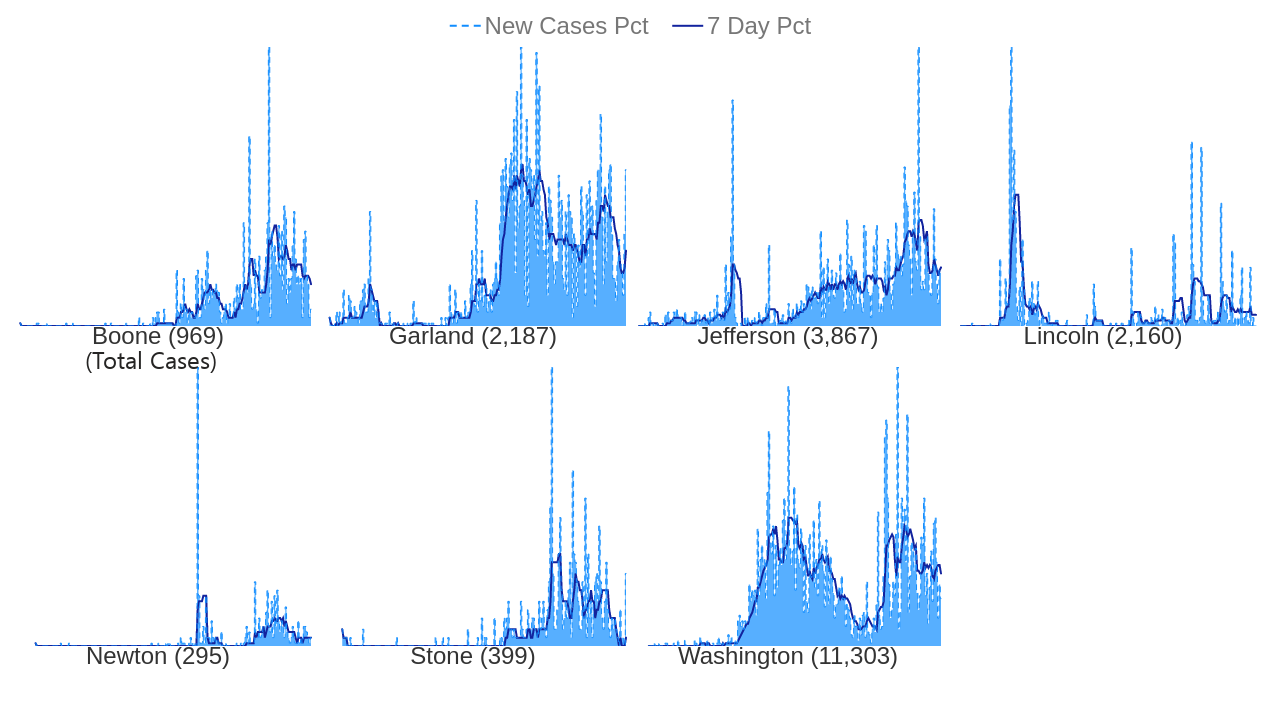 New Cases Pct 7 Day Pct
Boone (969) Garland (2,187) Jefferson (3,867) Lincoln (2,160)
(Total Cases)
Newton (295) Stone (399) Washington (11,303)